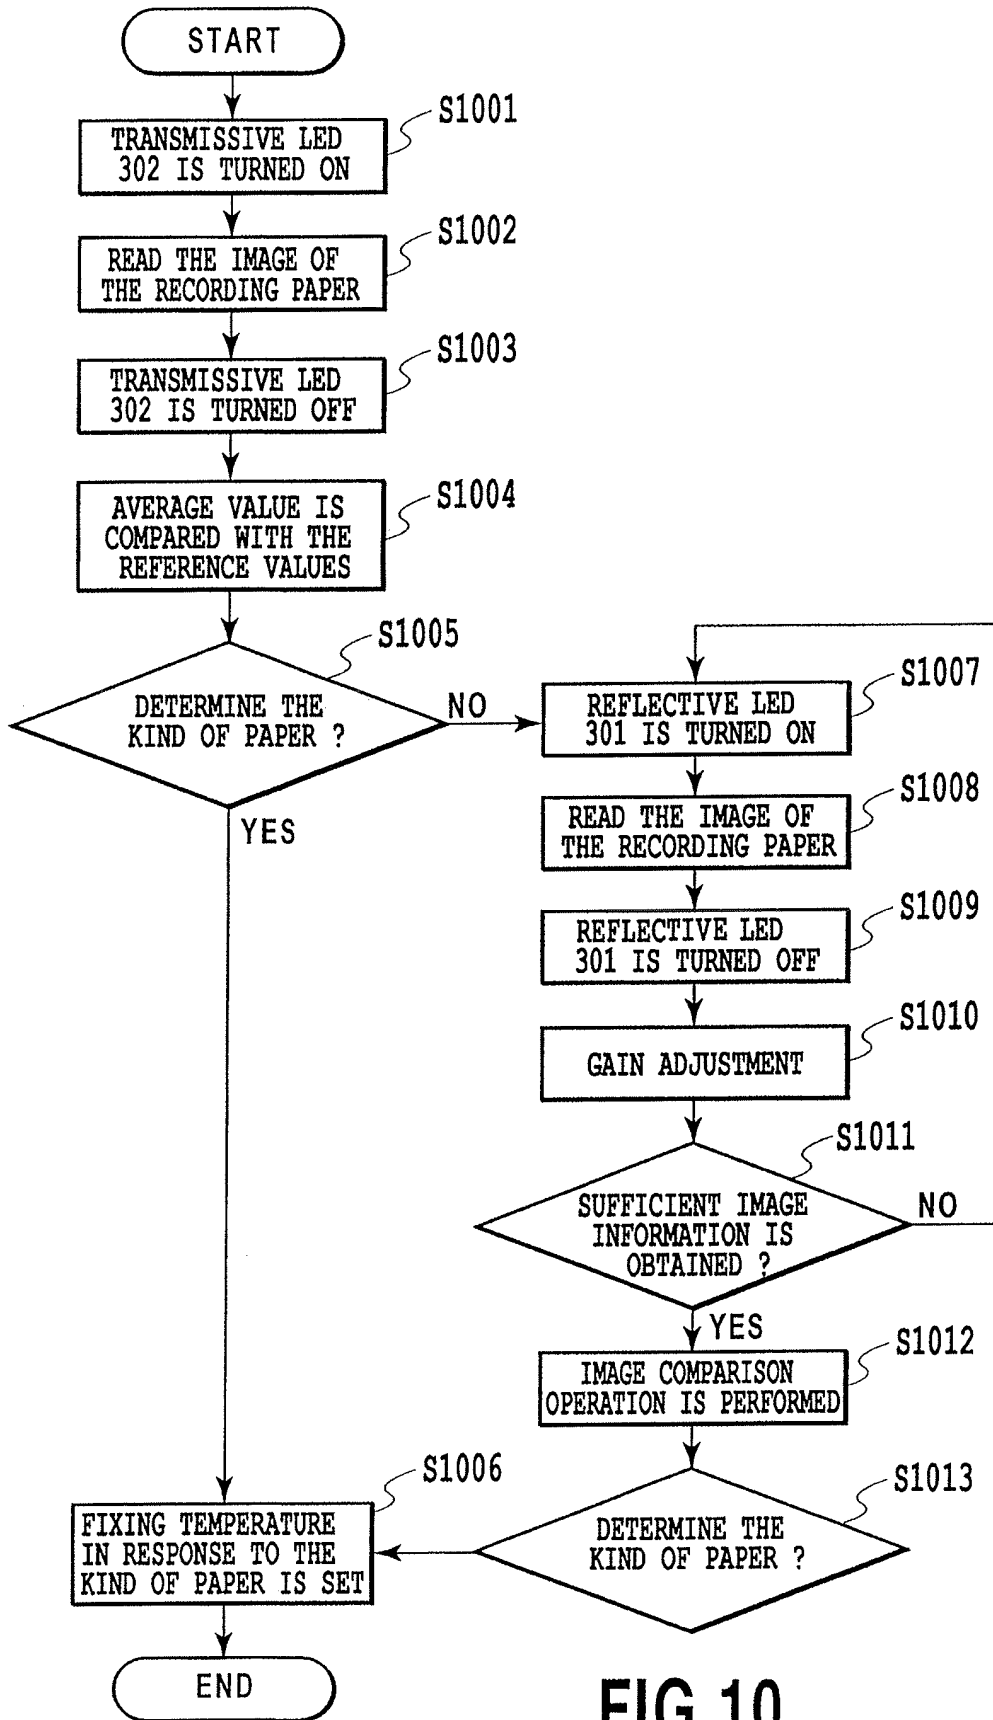 START
S1001
TRANSMISSIVE LED
302 IS TURNED ON
S1002
READ THE IMAGE OF
THE RECORDING PAPER
S1003
TRANSMISSIVE LED
302 IS TURNED OFF
S1004
AVERAGE VALUE IS
COMPARED WITH THE
REFERENCE VALUES
S1005
DETERMINE THE
KIND OF PAPER ?
NO
YES
S1007
REFLECTIVE LED
301 IS TURNED ON
S1008
READ THE IMAGE OF
THE RECORDING PAPER
S1009
REFLECTIVE LED
301 IS TURNED OFF
S1010
GAIN ADJUSTMENT
S1011
SUFFICIENT IMAGE
INFORMATION IS
OBTAINED ?
NO
YES
S1012
IMAGE COMPARISON
OPERATION IS PERFORMED
S1013
DETERMINE THE
KIND OF PAPER ?
S1006
FIXING TEMPERATURE
IN RESPONSE TO THE
KIND OF PAPER IS SET
END
FIG.10